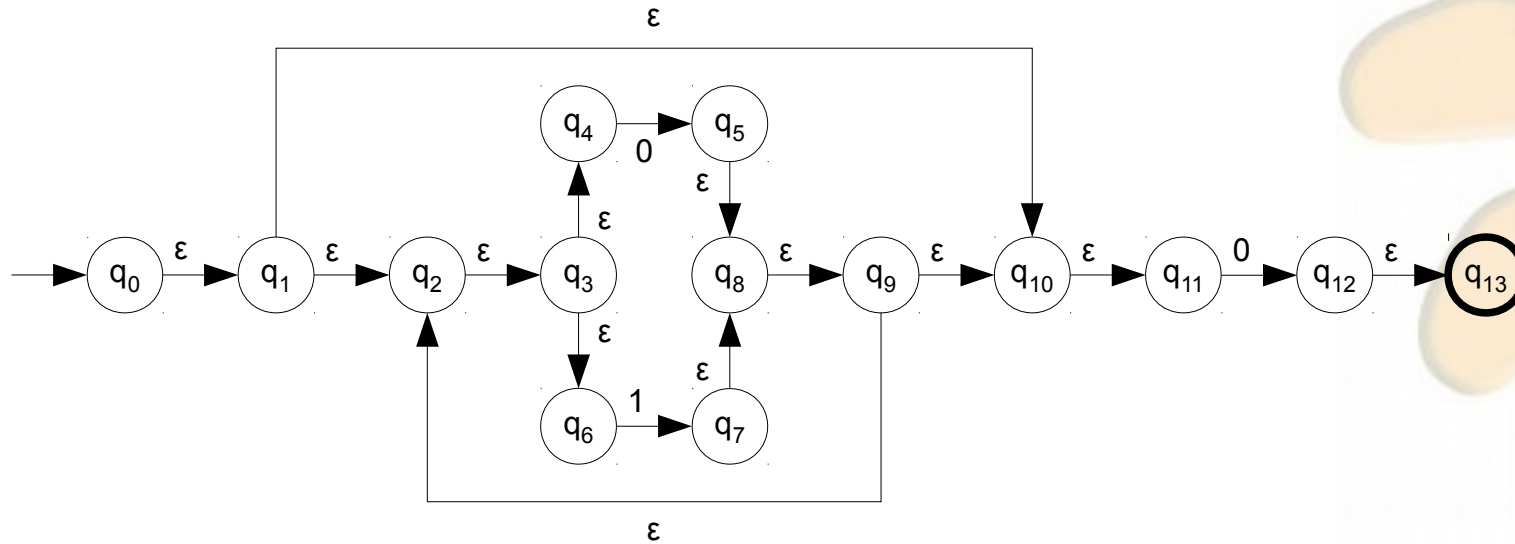 ε
q4 0 q5
ε ε
q0 ε q1 ε q2 ε q3 q8 ε q9 ε q10 ε q11 0 q12 ε q13
ε ε
q6 1 q7
ε